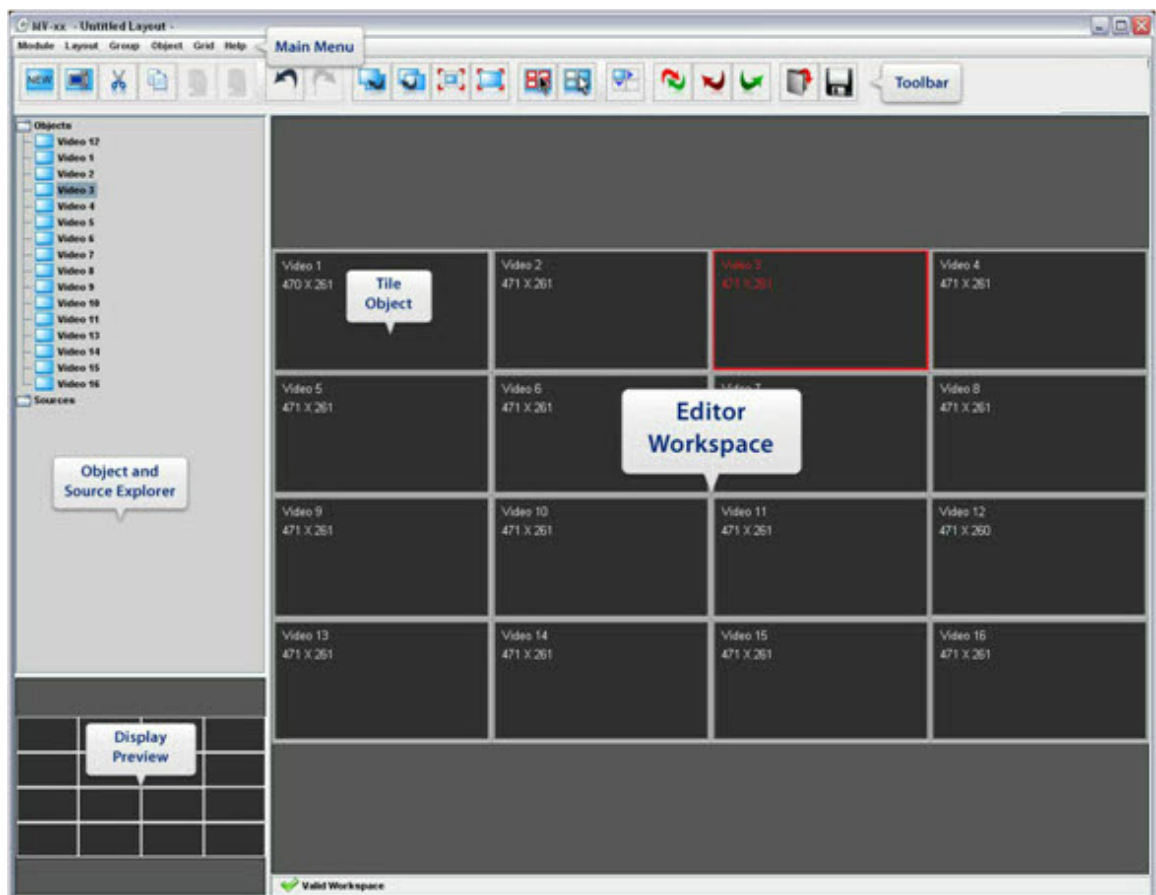 MV-xx - Untitled Layout -
Module Layout Group Object Grid Help
Main Menu
NEW
Toolbar
Objects
Video 12
Video 1
Video 2
Video 3
Video 4
Video 5
Video 6
Video 7
Video 8
Video 9
Video 10
Video 11
Video 13
Video 14
Video 15
Video 16
Sources
Object and
Source Explorer
Display
Preview
Video 1
470 X 261
Tile
Object
Video 2
471 X 261
Video 3
471 X 261
Video 4
471 X 261
Video 5
471 X 261
Video 6
471 X 261
Video 7
Editor
Workspace
Video 8
471 X 261
Video 9
471 X 261
Video 10
471 X 261
Video 11
471 X 261
Video 12
471 X 260
Video 13
471 X 261
Video 14
471 X 261
Video 15
471 X 261
Video 16
471 X 261
Valid Workspace